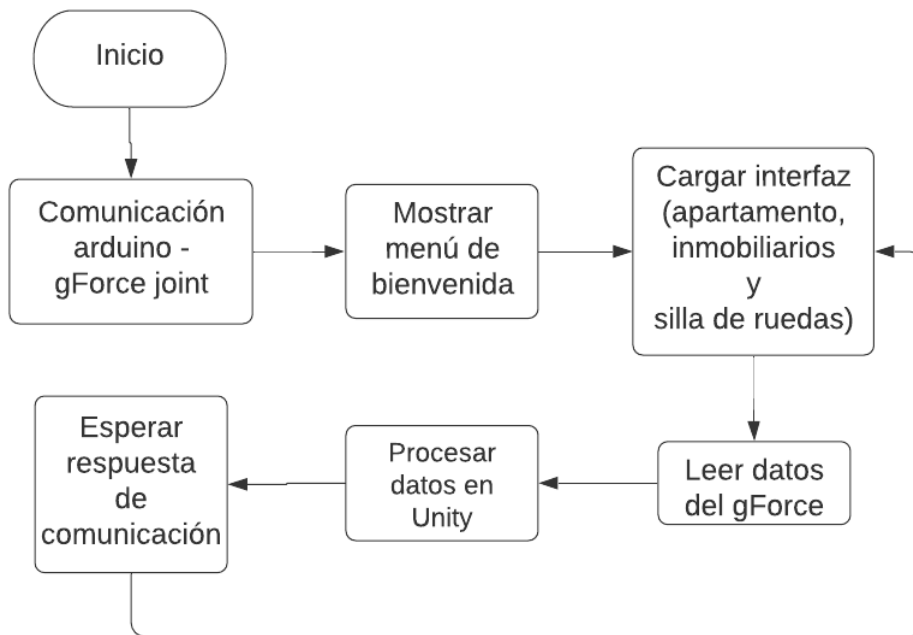 Inicio
Comunicación
arduino -
gForce joint
Mostrar
menú de
bienvenida
Cargar interfaz
(apartamento,
inmobiliarios
y
silla de ruedas)
Leer datos
del gForce
Procesar
datos en
Unity
Esperar
respuesta
de
comunicación